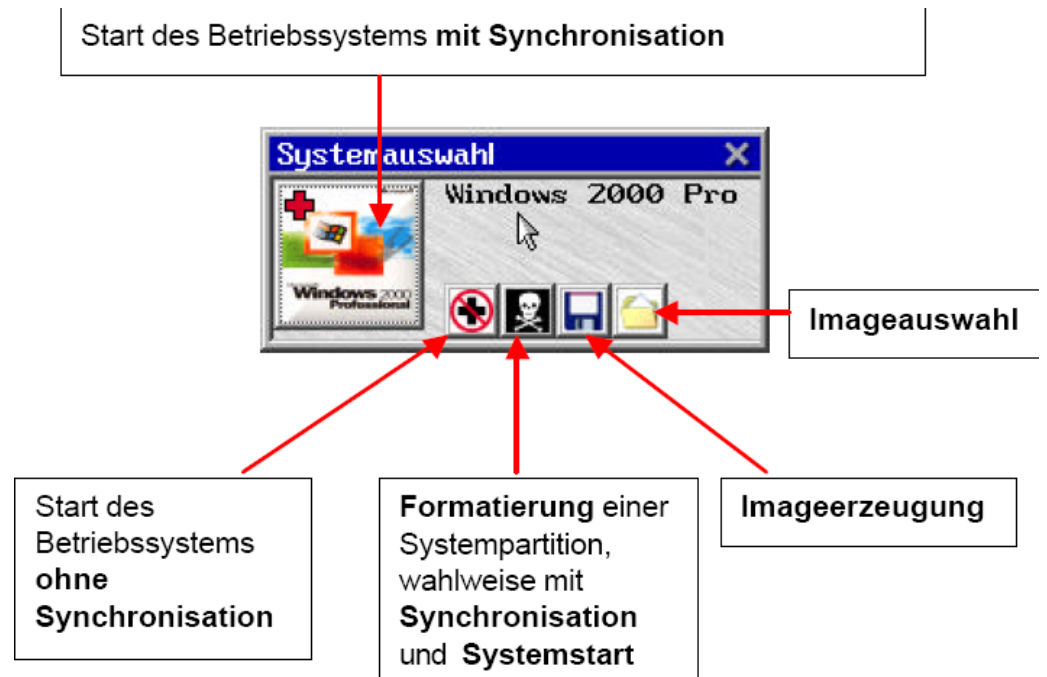 Start des Betriebssystems mit Synchronisation
Systemauswahl
Windows 2000 Pro
Windows 2000
Professional
Imageauswahl
Start des
Betriebssystems
ohne
Synchronisation
Formatierung einer
Systempartition,
wahlweise mit
Synchronisation
und Systemstart
Imageerzeugung